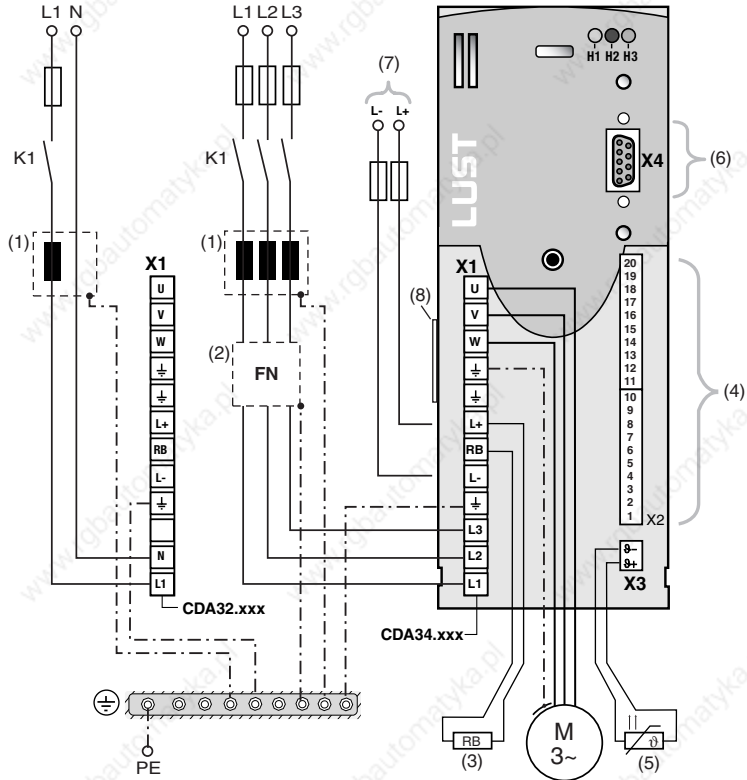 L1 N
L1 L2 L3
(7)
L- L+
K1
K1
(1)
(1)
(2)
FN
X1
U
V
W
L+
RB
L-
N
L1
CDA32.xxx
H1 H2 H3
X4
(6)
LUST
(8)
X1
U
V
W
L+
RB
L-
L3
L2
L1
CDA34.xxx
20
19
18
17
16
15
14
13
12
11
10
9
8
7
6
5
4
3
2
1
X2
(4)
ϑ-
ϑ+
X3
RB
(3)
M
3~
ϑ
(5)
PE
www.rgbautomatyka.pl